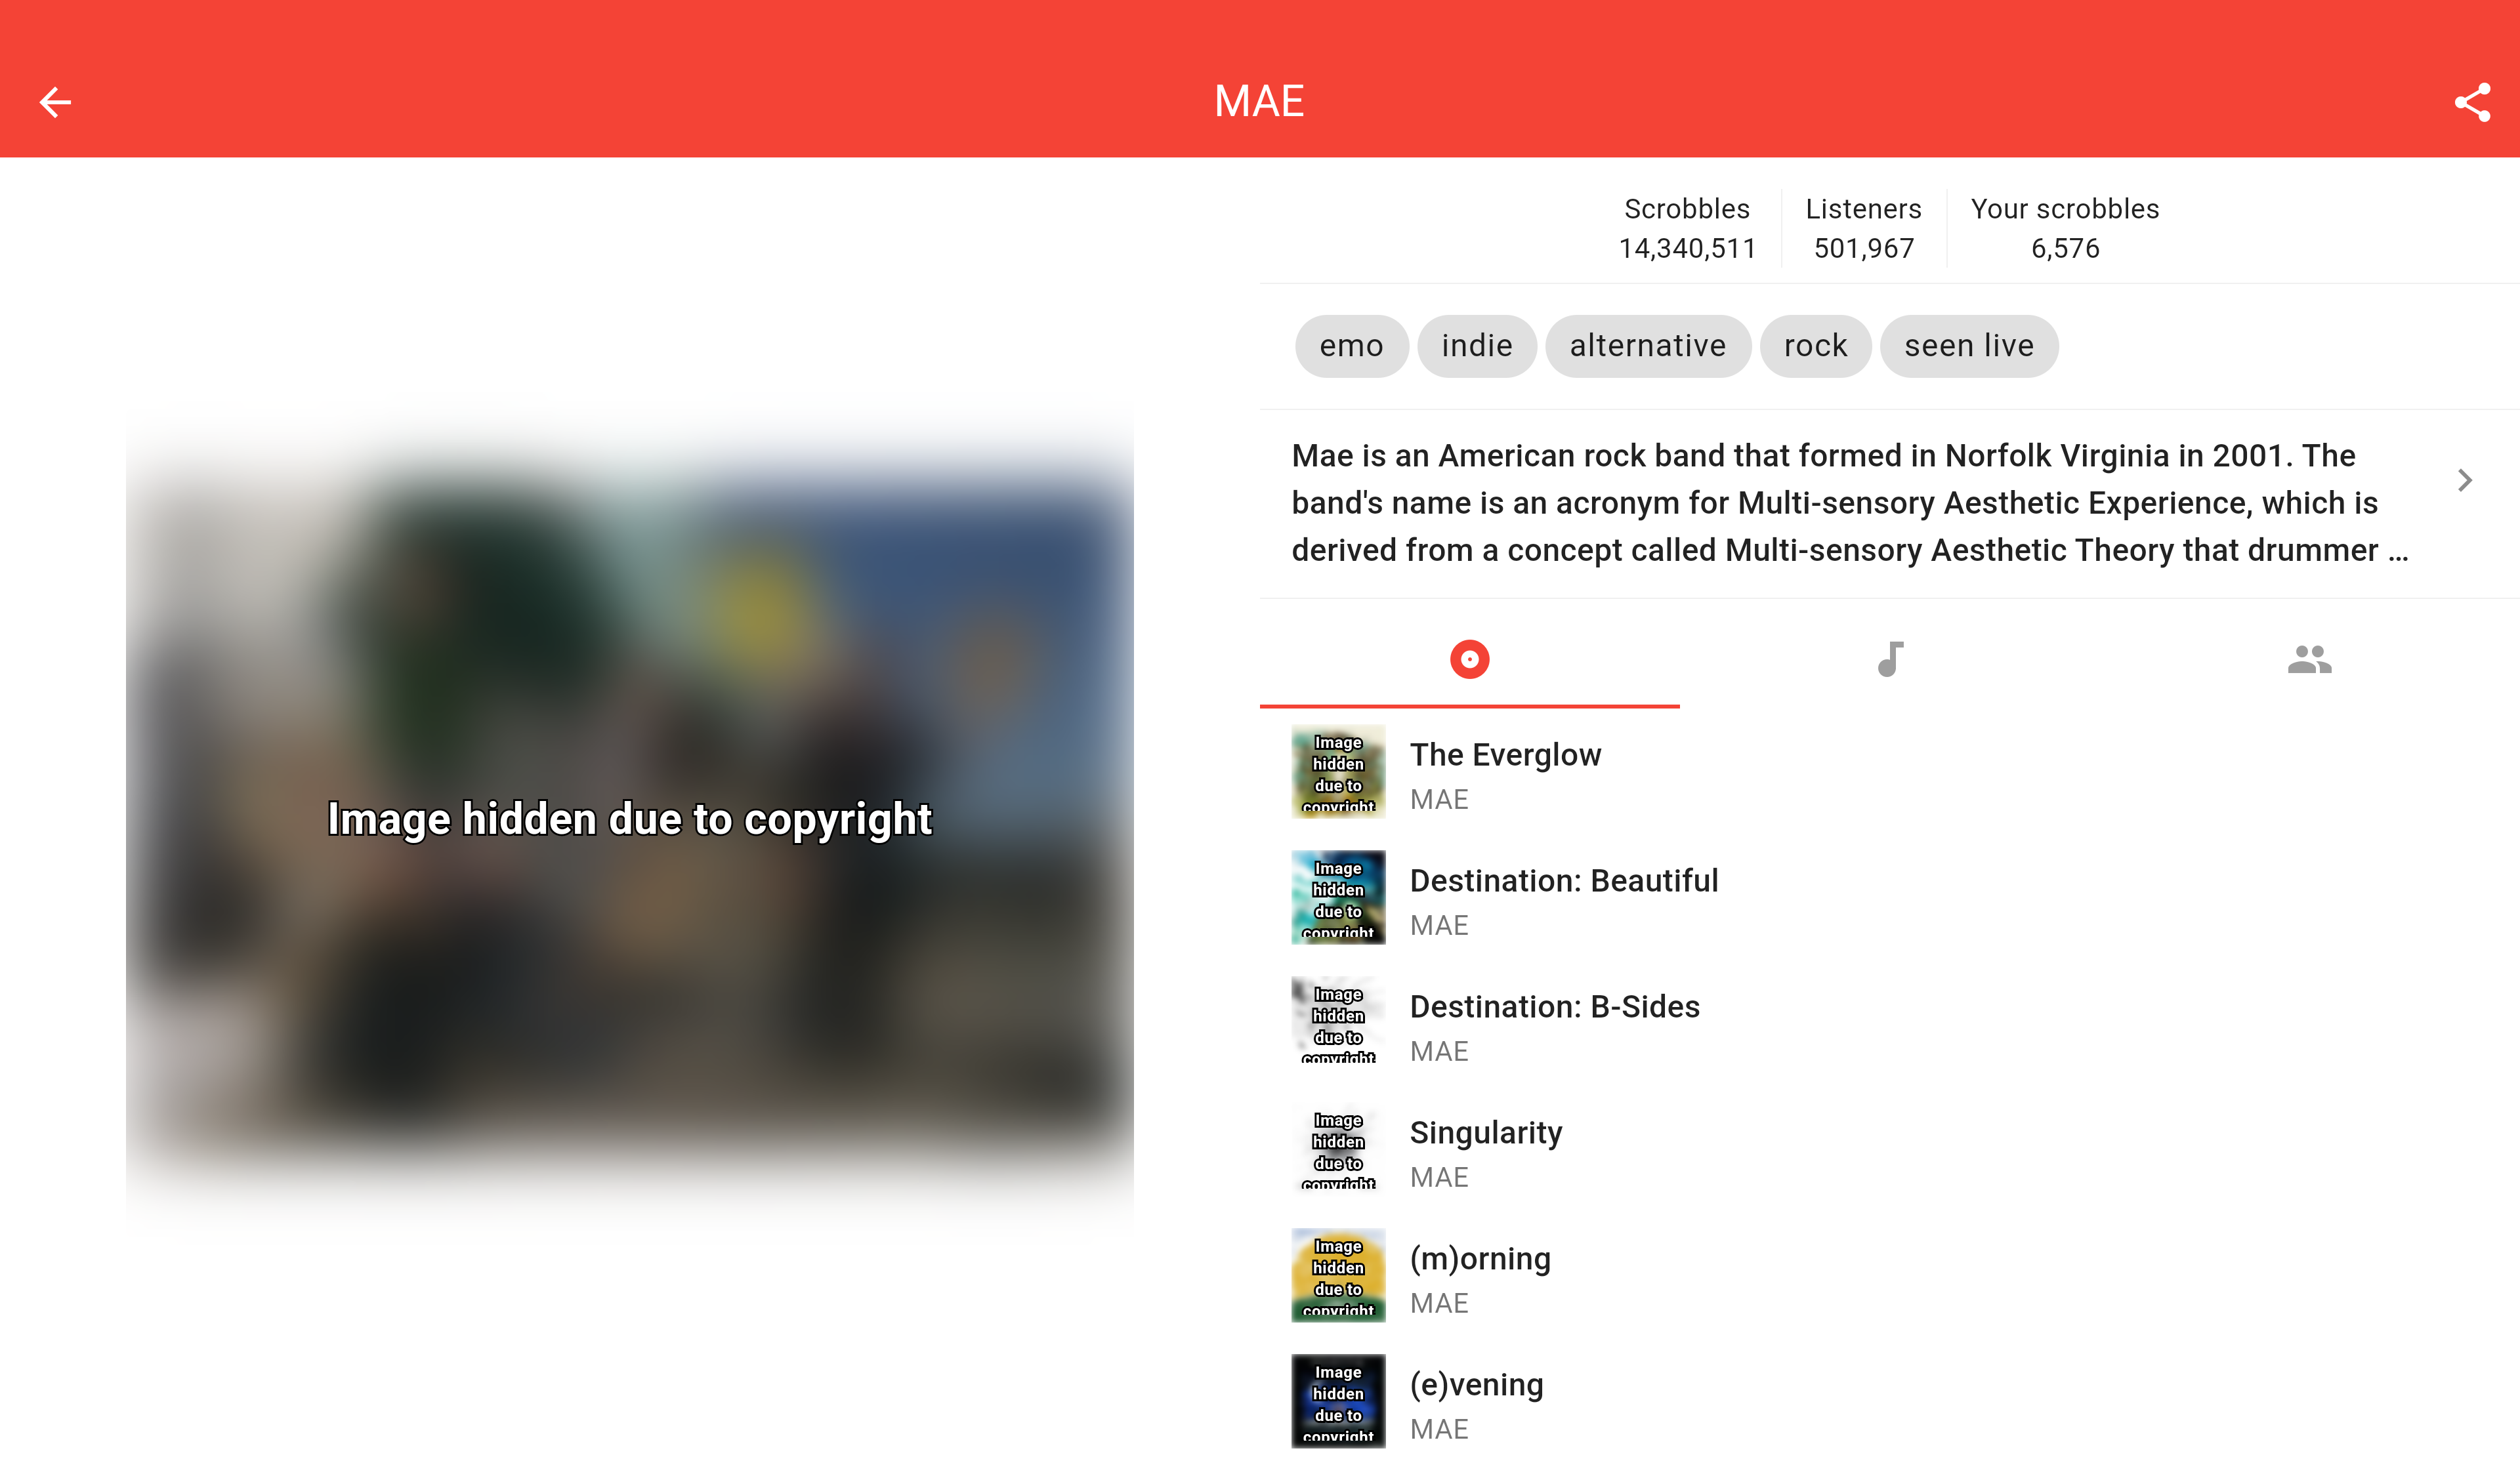 MAE
Scrobbles
14,340,511
Listeners
501,967
Your scrobbles
6,576
emo
indie
alternative
rock
seen live
Mae is an American rock band that formed in Norfolk Virginia in 2001. The
band's name is an acronym for Multi-sensory Aesthetic Experience, which is
derived from a concept called Multi-sensory Aesthetic Theory that drummer ...
Image hidden due to copyright
Image
hidden
due to
copyright
The Everglow
MAE
Image
hidden
due to
copyright
Destination: Beautiful
MAE
Image
hidden
due to
copyright
Destination: B-Sides
MAE
Image
hidden
due to
copyright
Singularity
MAE
Image
hidden
due to
copyright
(m)orning
MAE
Image
hidden
due to
copyright
(e)vening
MAE